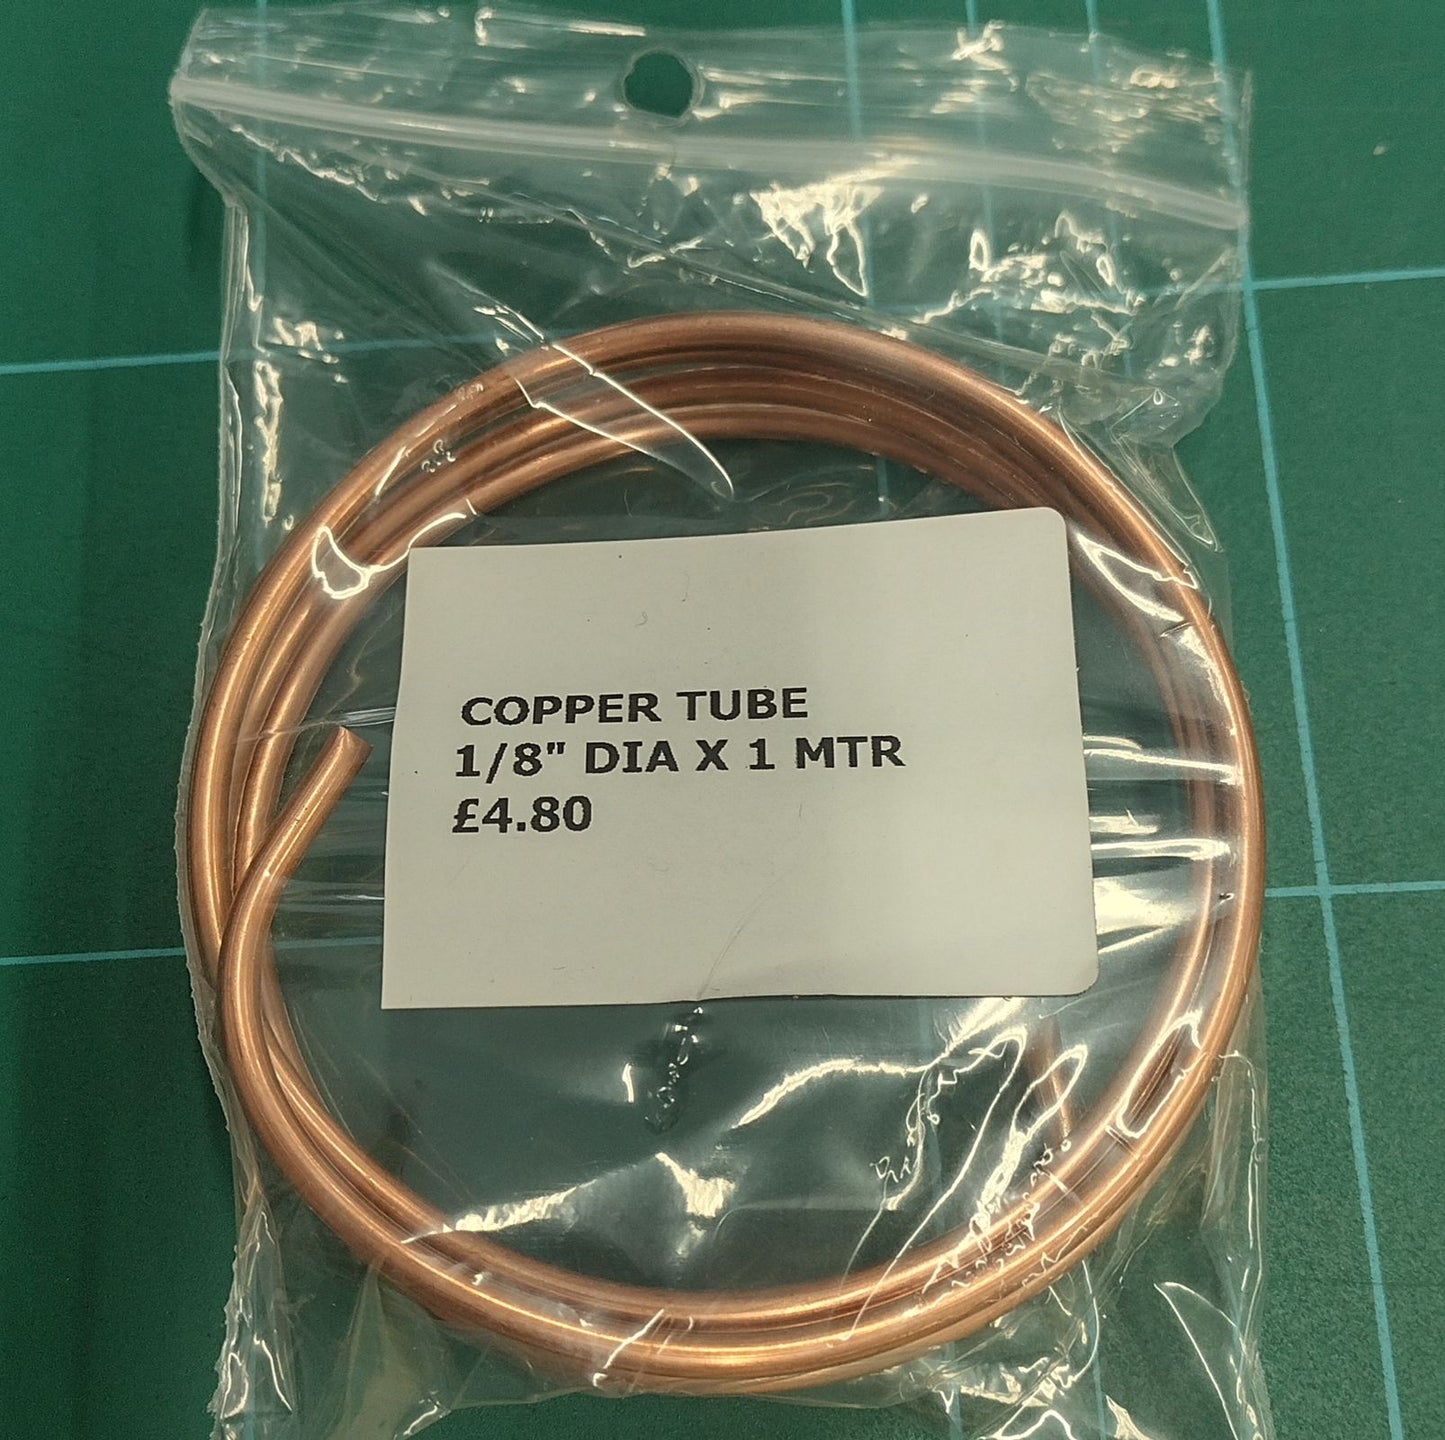 COPPER TUBE
1/8" DIA X 1 MTR
£4.80